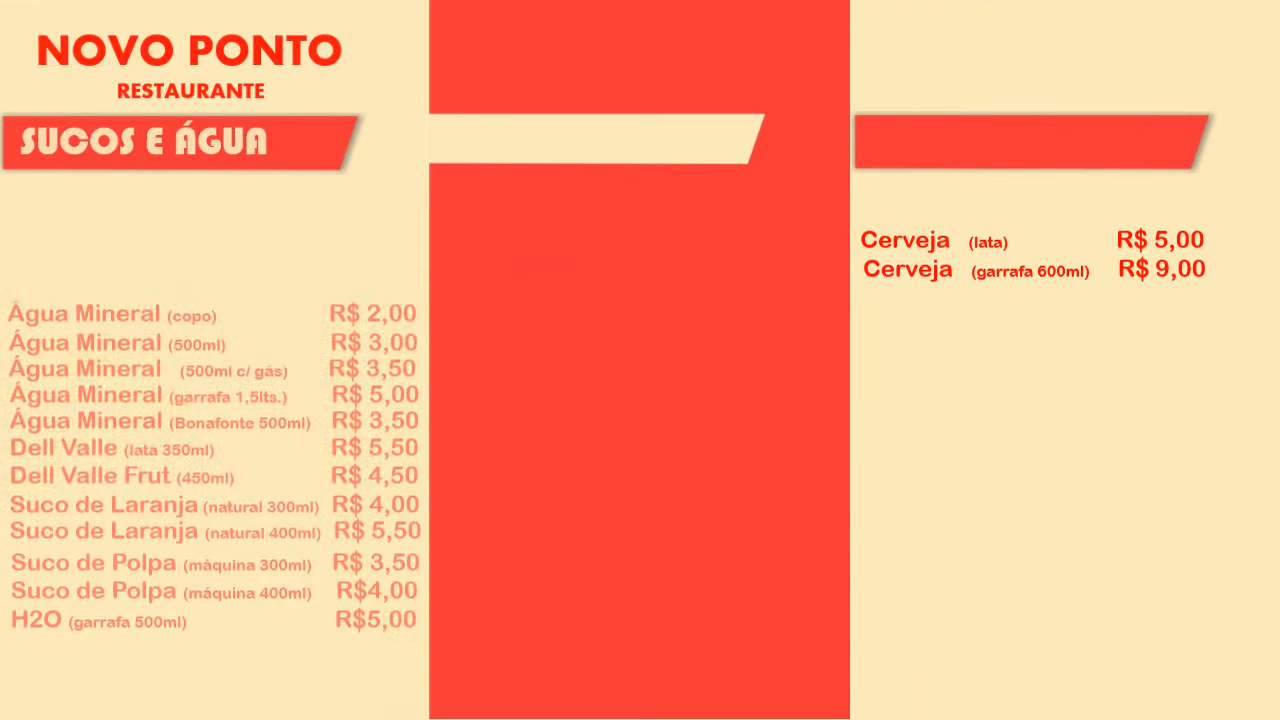 NOVO PONTO
RESTAURANTE
SUCOS E ÁGUA
Água Mineral (copo) R$ 2,00
Água Mineral (500ml) R$ 3,00
Água Mineral (500ml c/ gás) R$ 3,50
Água Mineral (garrafa 1,5lts.) R$ 5,00
Água Mineral (Bonafonte 500ml) R$ 3,50
Dell Valle (lata 350ml) R$ 5,50
Dell Valle Frut (450ml) R$ 4,50
Suco de Laranja (natural 300ml) R$ 4,00
Suco de Laranja (natural 400ml) R$ 5,50
Suco de Polpa (máquina 300ml) R$ 3,50
Suco de Polpa (máquina 400ml) R$4,00
H2O (garrafa 500ml) R$5,00
Cerveja (lata) R$ 5,00
Cerveja (garrafa 600ml) R$ 9,00